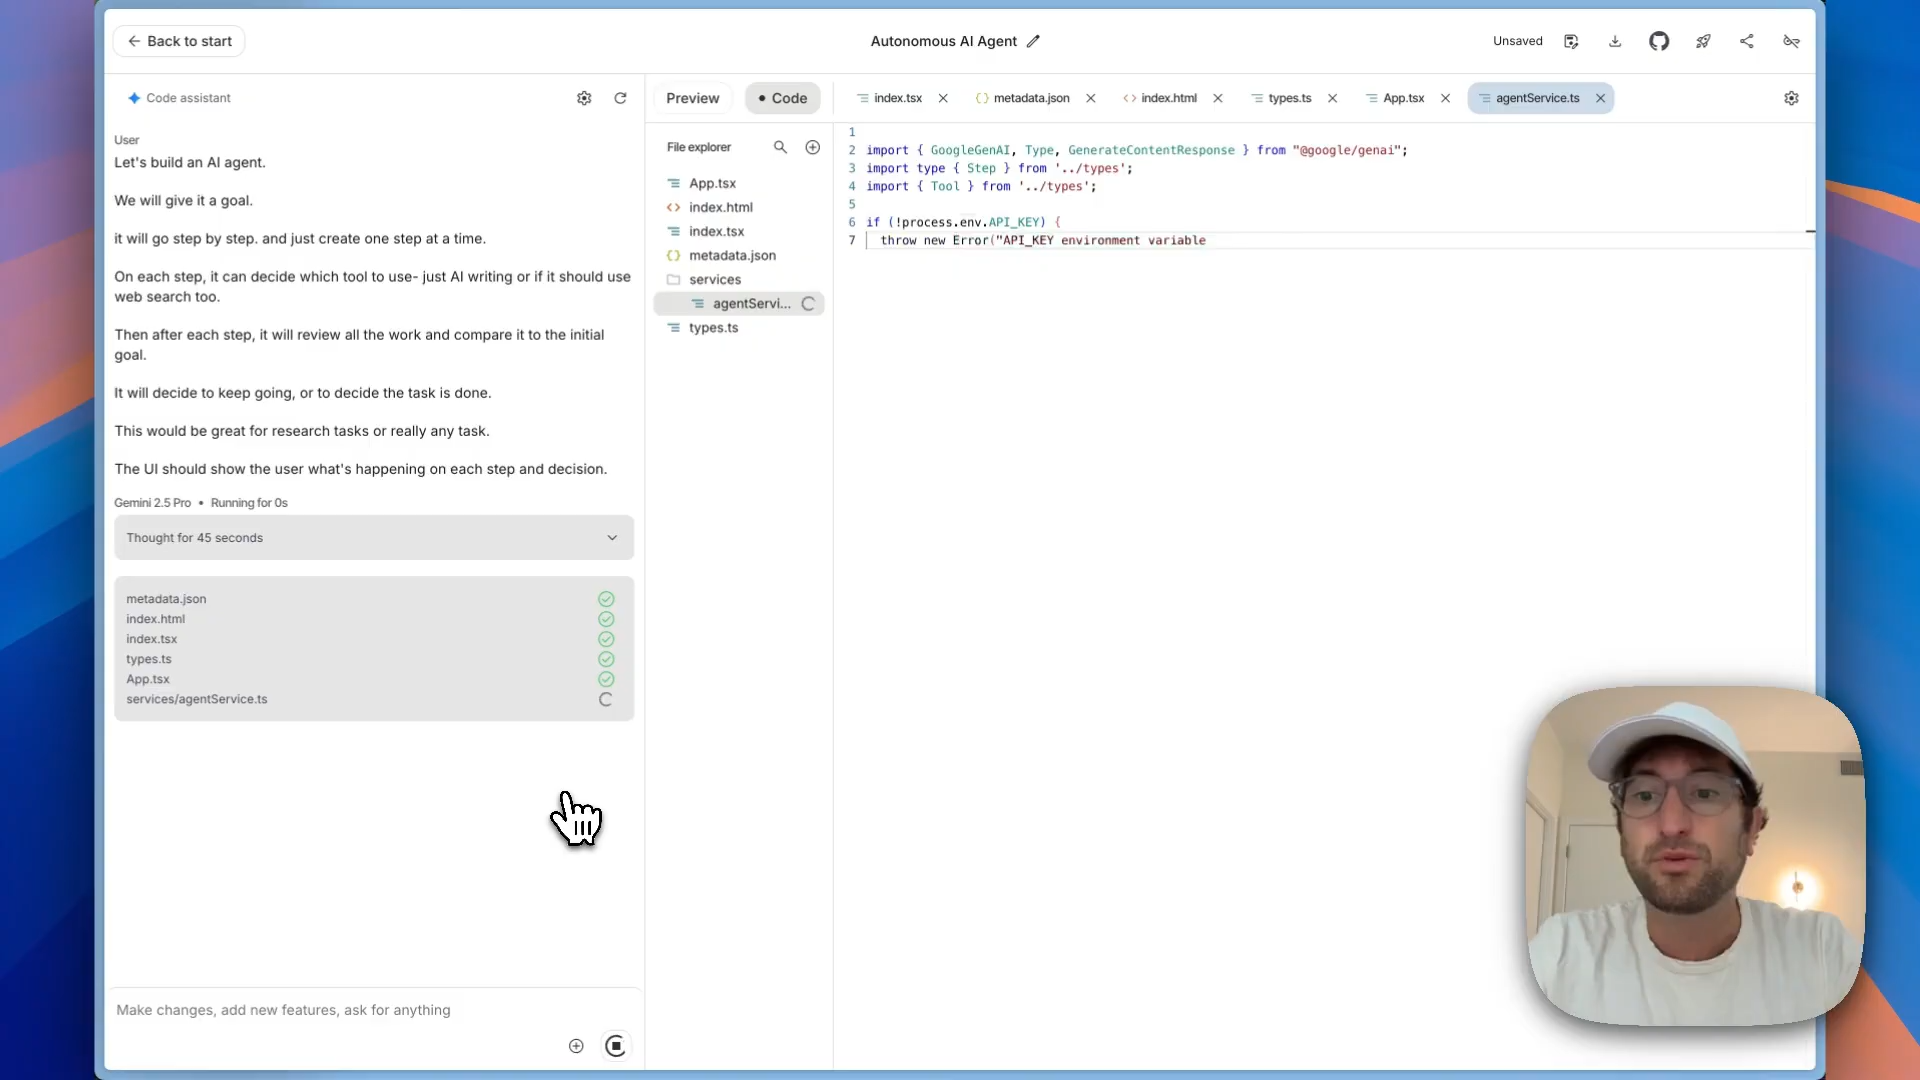 Back to start
Autonomous AI Agent
Unsaved
Code assistant
User
Let's build an AI agent.
We will give it a goal.
it will go step by step. and just create one step at a time.
On each step, it can decide which tool to use- just AI writing or if it should use
web search too.
Then after each step, it will review all the work and compare it to the initial
goal.
It will decide to keep going, or to decide the task is done.
This would be great for research tasks or really any task.
The UI should show the user what's happening on each step and decision.
Gemini 2.5 Pro • Running for 0s
Thought for 45 seconds
metadata.json
index.html
index.tsx
types.ts
App.tsx
services/agentService.ts
Make changes, add new features, ask for anything
Preview
• Code
File explorer
App.tsx
index.html
index.tsx
metadata.json
services
agentServi...
types.ts
index.tsx
metadata.json
index.html
types.ts
App.tsx
agentService.ts
1
2 import { GoogleGenAI, Type, GenerateContentResponse } from "@google/genai";
3 import type { Step } from '../types';
4 import { Tool } from '../types';
5
6 if (!process.env.API_KEY) {
7 throw new Error("API_KEY environment variable